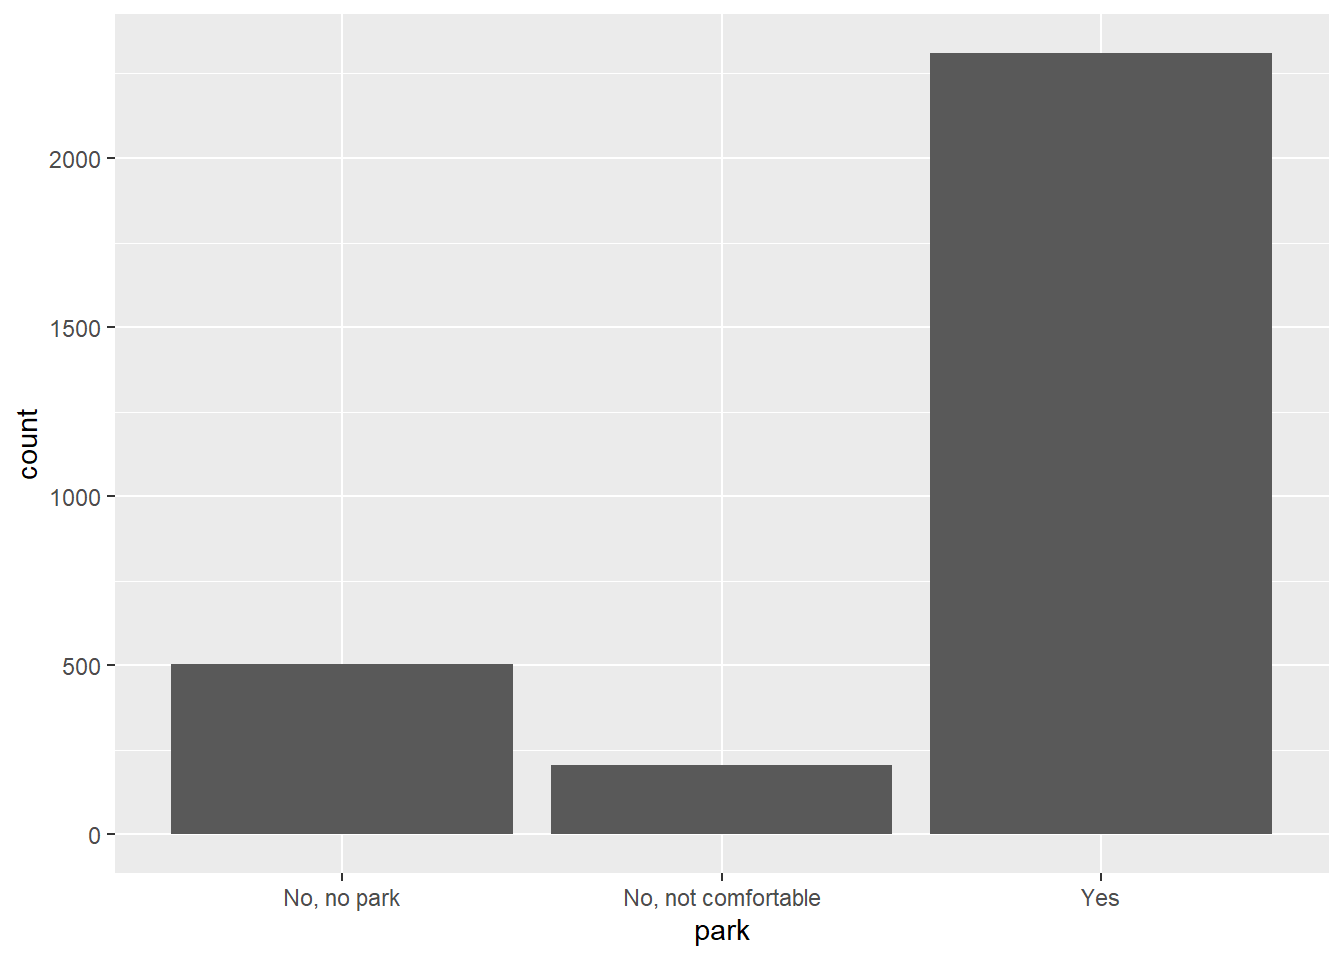 2000
1500
1000
500
0
count
No, no park
No, not comfortable
Yes
park